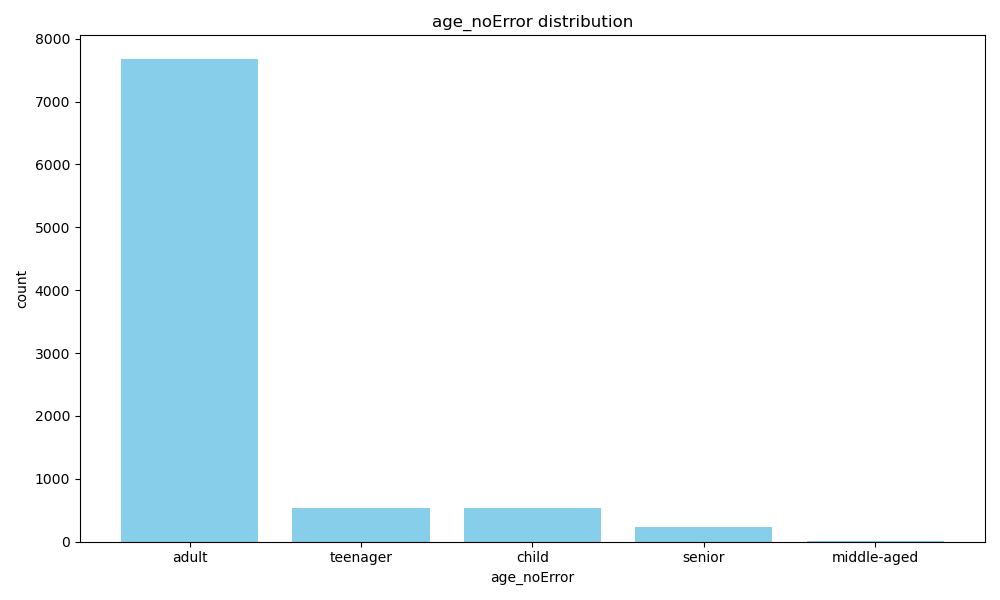 age_noError distribution
8000
7000
6000
5000
4000
3000
2000
1000
0
count
adult teenager child senior middle-aged
age_noError